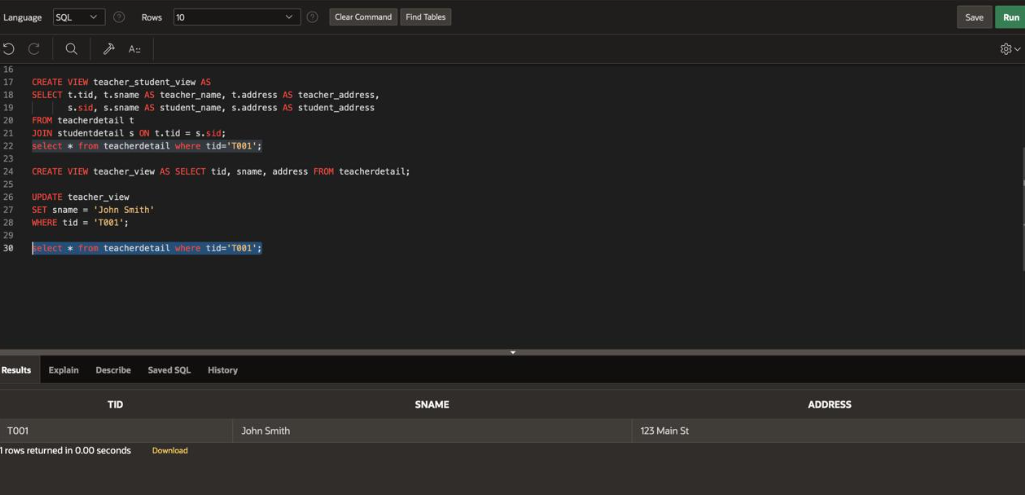 Language SQL Rows 10 Clear Command Find Tables Save Run
A::
16
17 CREATE VIEW teacher_student_view AS
18 SELECT t.tid, t.sname AS teacher_name, t.address AS teacher_address,
19 s.sid, s.sname AS student_name, s.address AS student_address
20 FROM teacherdetail t
21 JOIN studentdetail s ON t.tid = s.sid;
22 select * from teacherdetail where tid='T001';
23
24 CREATE VIEW teacher_view AS SELECT tid, sname, address FROM teacherdetail;
25
26 UPDATE teacher_view
27 SET sname = 'John Smith'
28 WHERE tid = 'T001';
29
30 select * from teacherdetail where tid='T001';
Results Explain Describe Saved SQL History
TID SNAME ADDRESS
T001 John Smith 123 Main St
1 rows returned in 0.00 seconds Download